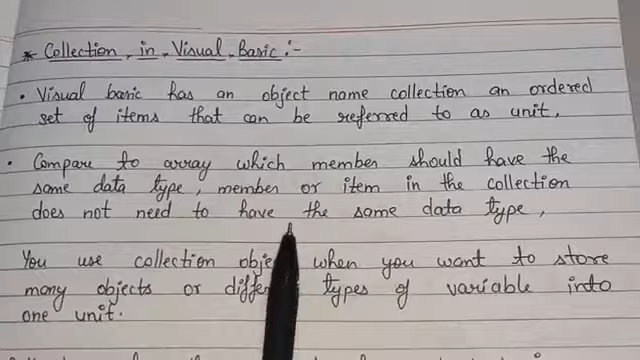 * Collection in Visual Basic :-
• Visual basic has an object name collection an ordered
set of items that can be referred to as unit.
• Compare to array which member should have the
same data type, member or item in the collection
does not need to have the same data type,
You use collection when you want to store
many objects or types of variable into
one unit.